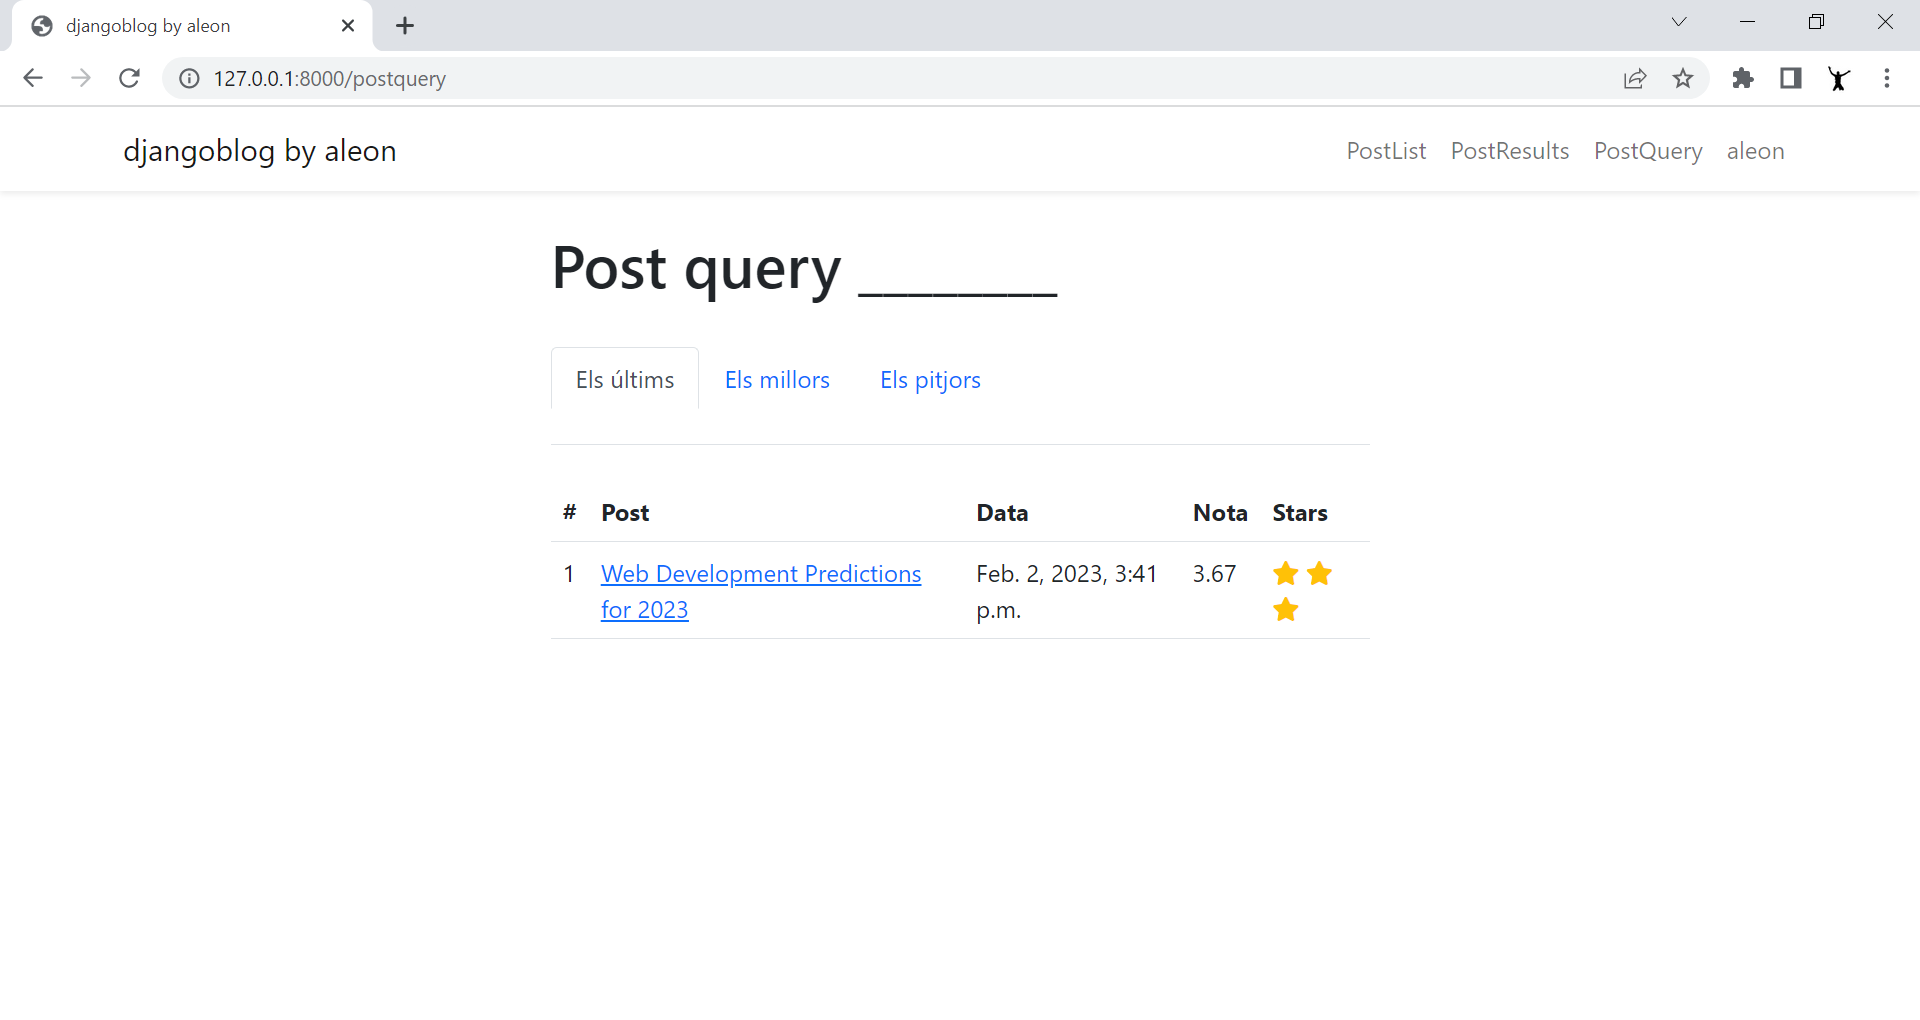 djangoblog by aleon
127.0.0.1:8000/postquery
djangoblog by aleon PostList PostResults PostQuery aleon
Post query ________
Els últims Els millors Els pitjors
# Post Data Nota Stars
1 Web Development Predictions Feb. 2, 2023, 3:41 3.67
for 2023 p.m.